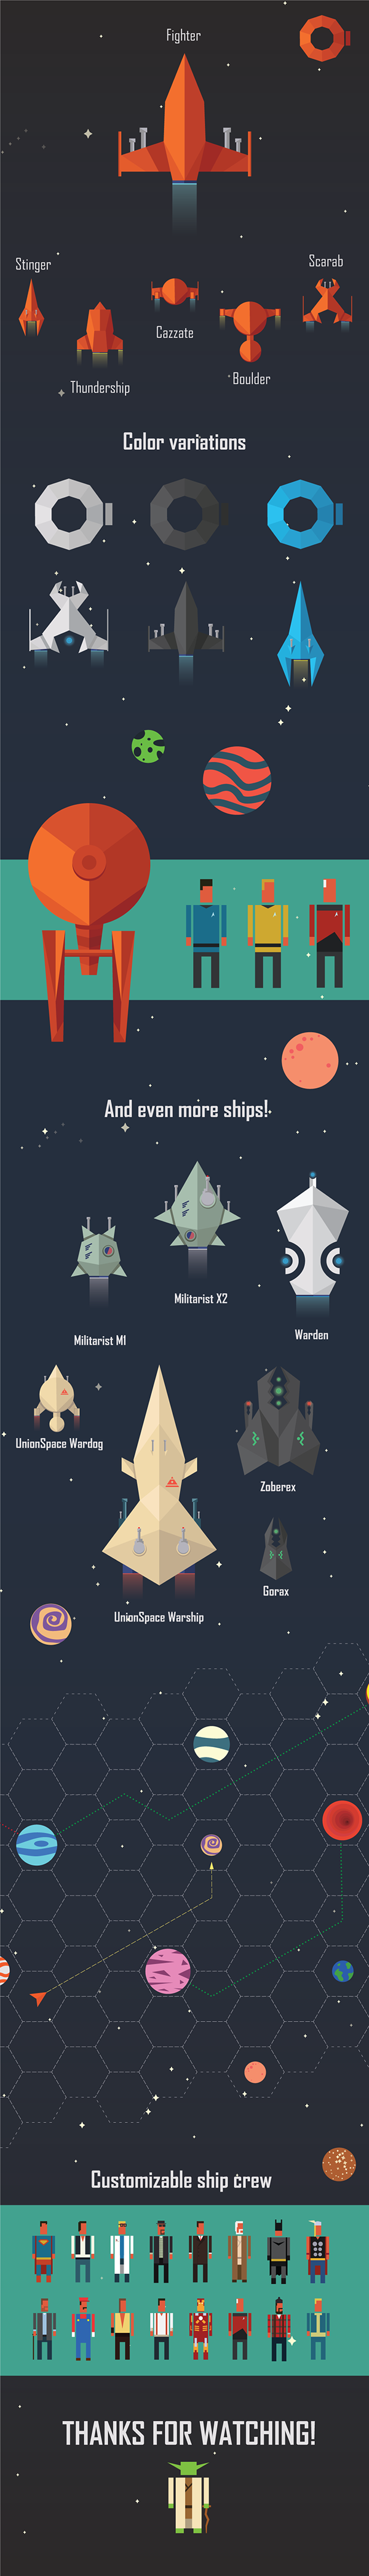 Fighter
Stinger
Scarab
Cazzate
Thundership
Boulder
Color variations
And even more ships!
Militarist X2
Militarist M1
Warden
UnionSpace Wardog
Zoberex
Gorax
UnionSpace Warship
Customizable ship crew
THANKS FOR WATCHING!